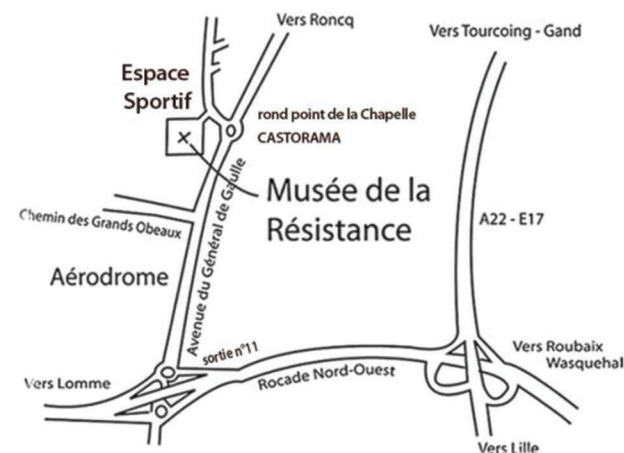 Vers Roncq
Vers Tourcoing - Gand
Espace
Sportif
rond point de la Chapelle
CASTORAMA
Musée de la
Résistance
Chemin des Grands Obeaux
Avenue du Général de Gaulle
A22 - E17
Aérodrome
sortie n°11
Vers Lomme
Rocade Nord-Ouest
Vers Roubaix
Wasquehal
Vers Lille